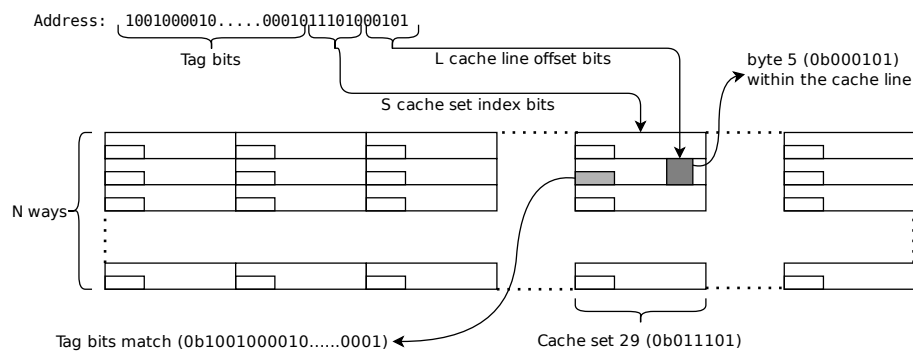 Address: 1001000010.....0001011101000101
Tag bits
L cache line offset bits
byte 5 (0b000101)
within the cache line
S cache set index bits
N ways
Tag bits match (0b1001000010......0001)
Cache set 29 (0b011101)